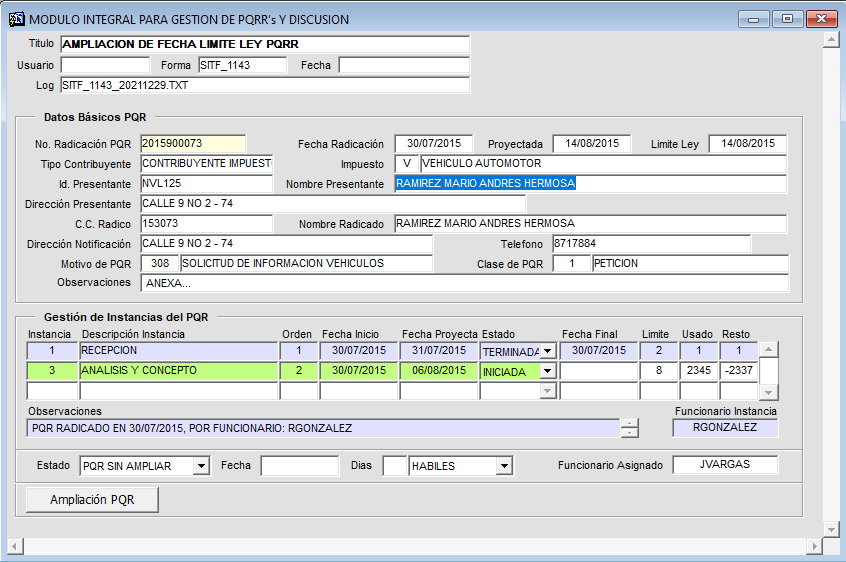 MODULO INTEGRAL PARA GESTION DE PQRR's Y DISCUSION
Titulo AMPLIACION DE FECHA LIMITE LEY PQRR
Usuario Forma SITF_1143 Fecha
Log SITF_1143_20211229.TXT
Datos Básicos PQR
No. Radicación PQR 2015900073 Fecha Radicación 30/07/2015 Proyectada 14/08/2015 Limite Ley 14/08/2015
Tipo Contribuyente CONTRIBUYENTE IMPUEST Impuesto V VEHICULO AUTOMOTOR
Id. Presentante NVL125 Nombre Presentante RAMIREZ MARIO ANDRES HERMOSA
Dirección Presentante CALLE 9 NO 2 - 74
C.C. Radico 153073 Nombre Radicado RAMIREZ MARIO ANDRES HERMOSA
Dirección Notificación CALLE 9 NO 2 - 74 Telefono 8717884
Motivo de PQR 308 SOLICITUD DE INFORMACION VEHICULOS Clase de PQR 1 PETICION
Observaciones ANEXA...
Gestión de Instancias del PQR
Instancia Descripción Instancia Orden Fecha Inicio Fecha Proyecta Estado Fecha Final Limite Usado Resto
1 RECEPCION 1 30/07/2015 31/07/2015 TERMINADA 30/07/2015 2 1 1
3 ANALISIS Y CONCEPTO 2 30/07/2015 06/08/2015 INICIADA 8 2345 -2337
Observaciones Funcionario Instancia
PQR RADICADO EN 30/07/2015, POR FUNCIONARIO: RGONZALEZ RGONZALEZ
Estado PQR SIN AMPLIAR Fecha Dias HABILES Funcionario Asignado JVARGAS
Ampliación PQR